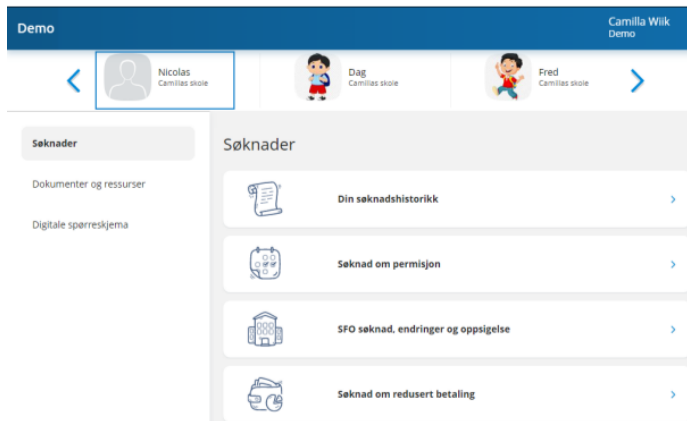 Demo
Camilla Wiik
Demo
Nicolas
Camillas skole
Dag
Camillas skole
Fred
Camillas skole
Søknader
Dokumenter og ressurser
Digitale spørreskjema
Søknader
Din søknadshistorikk
Søknad om permisjon
SFO søknad, endringer og oppsigelse
Søknad om redusert betaling